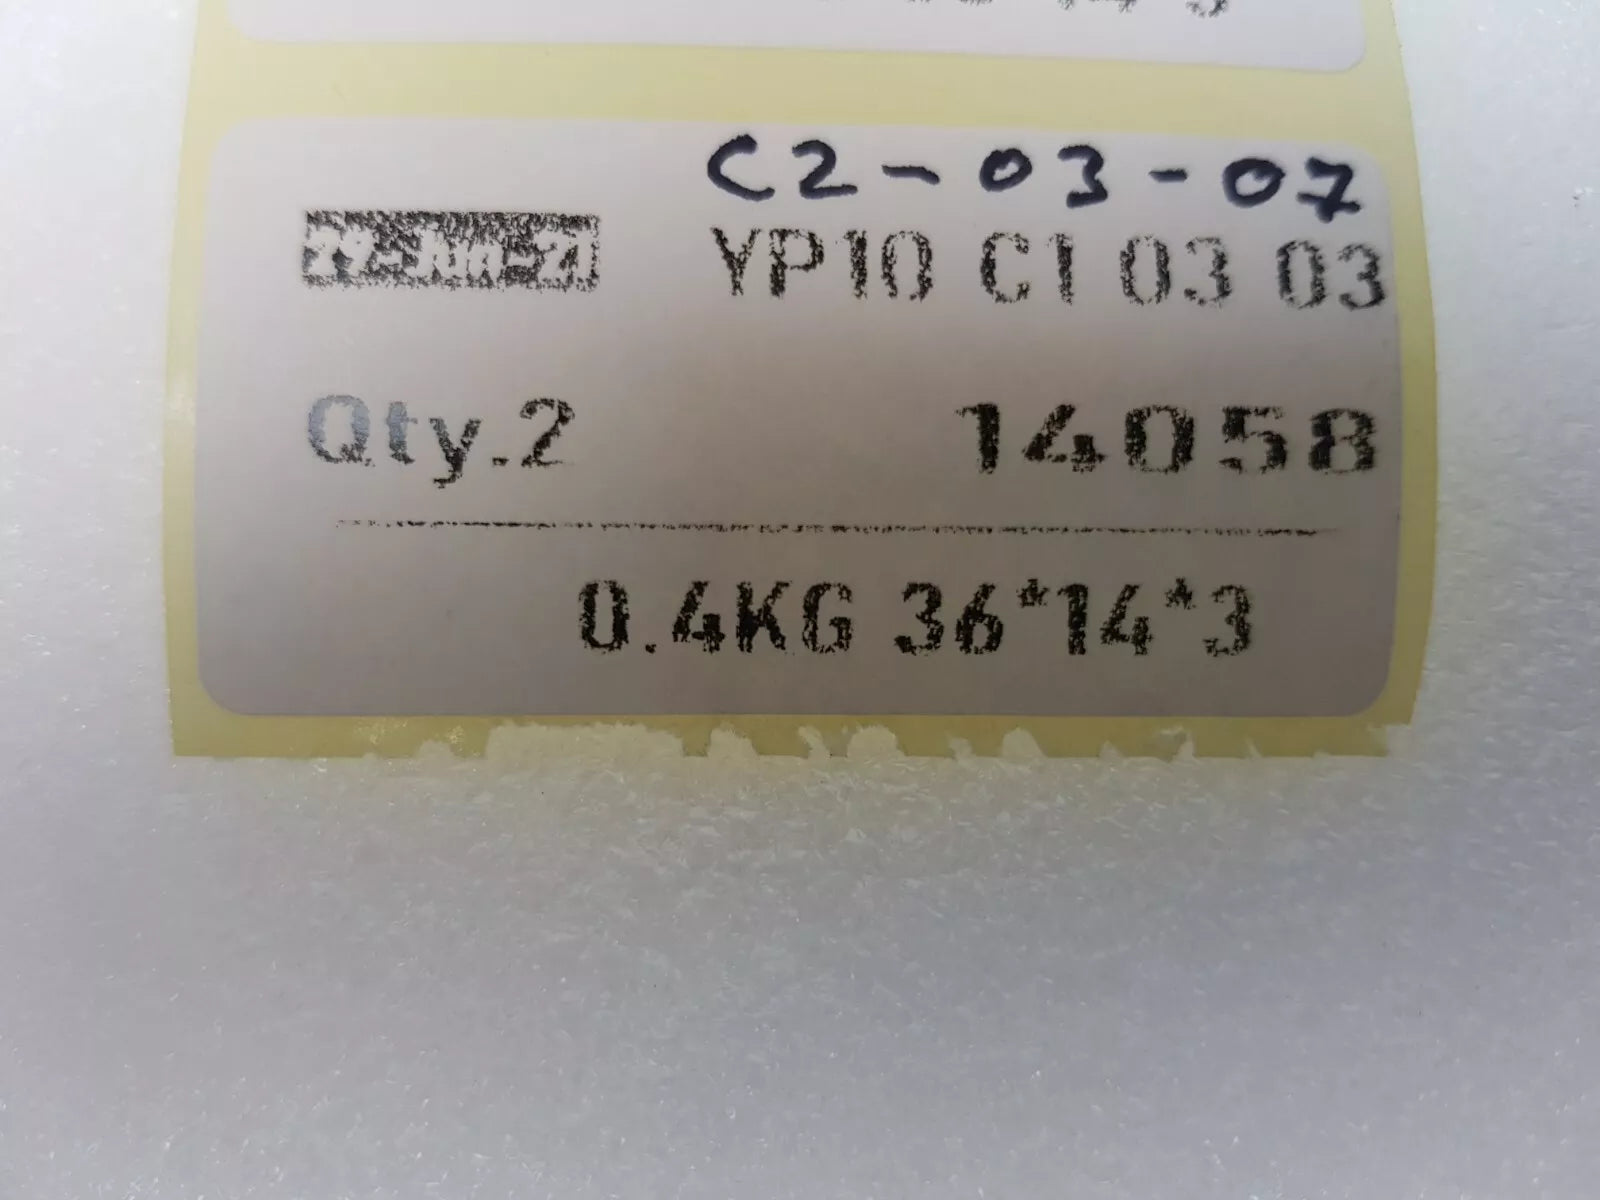 C2-03-07
YP10 C1 03 03
Qty.2 14058
0.4KG 36*14*3